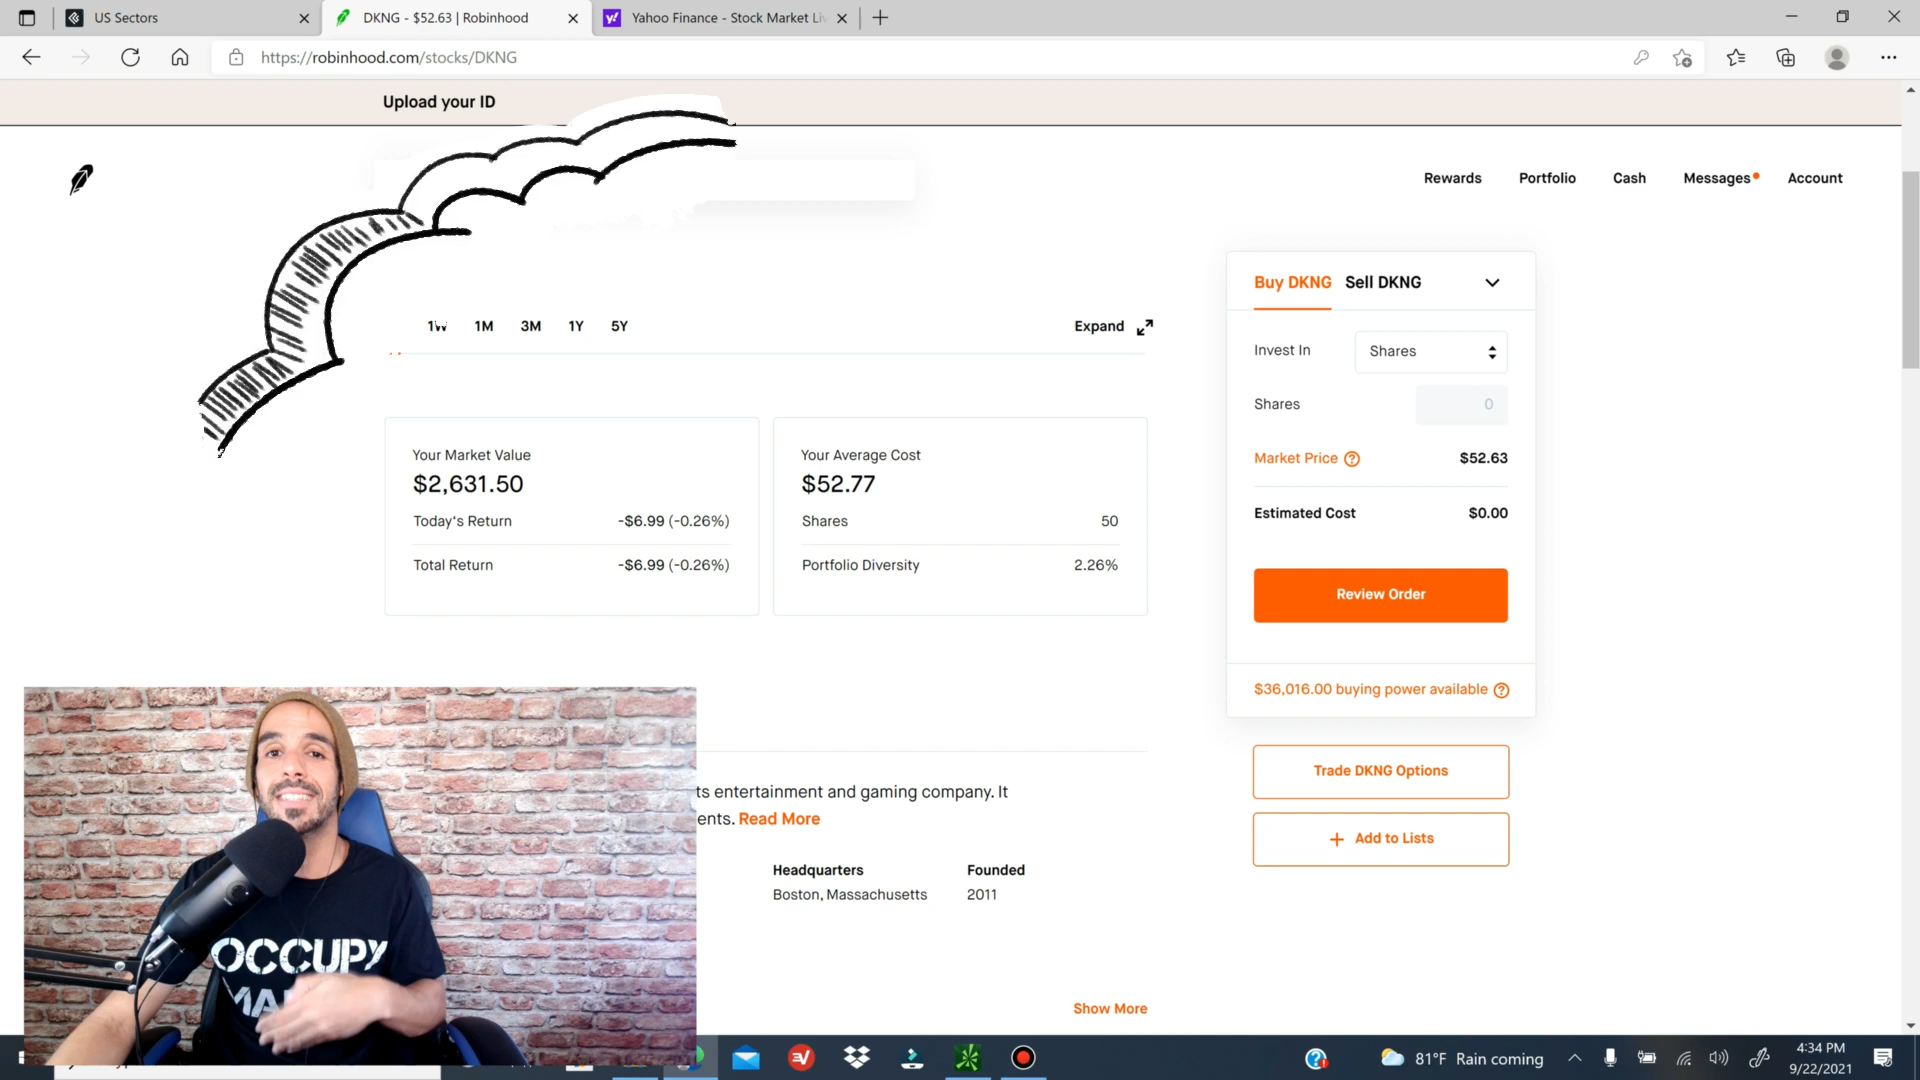 US Sectors
DKNG - $52.63 | Robinhood
Yahoo Finance - Stock Market Li
https://robinhood.com/stocks/DKNG
Upload your ID
Rewards
Portfolio
Cash
Messages
Account
1W 1M 3M 1Y 5Y
Expand
Your Market Value
$2,631.50
Today's Return -$6.99 (-0.26%)
Total Return -$6.99 (-0.26%)
Your Average Cost
$52.77
Shares 50
Portfolio Diversity 2.26%
Buy DKNG Sell DKNG
Invest In Shares
Shares 0
Market Price $52.63
Estimated Cost $0.00
Review Order
$36,016.00 buying power available
Trade DKNG Options
+ Add to Lists
ts entertainment and gaming company. It
ents. Read More
Headquarters
Boston, Massachusetts
Founded
2011
Show More
OCCUPY
MA
81°F Rain coming
4:34 PM
9/22/2021